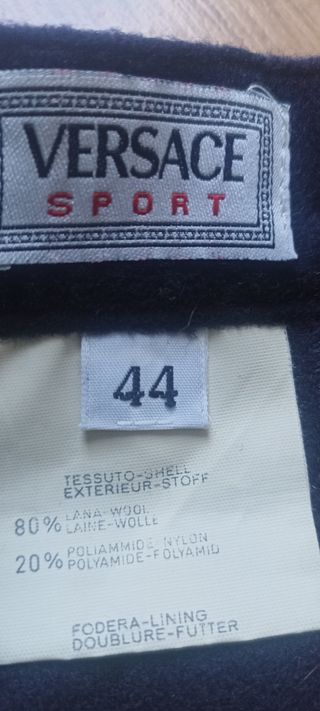 VERSACE
SPORT
44
TESSUTO-SHELL
EXTERIEUR-STOFF
80% LANA-WOOL
LAINE-WOLLE
20% POLIAMMIDE-NYLON
POLYAMIDE-POLYAMID
FODERA-LINING
DOUBLURE-FUTTER